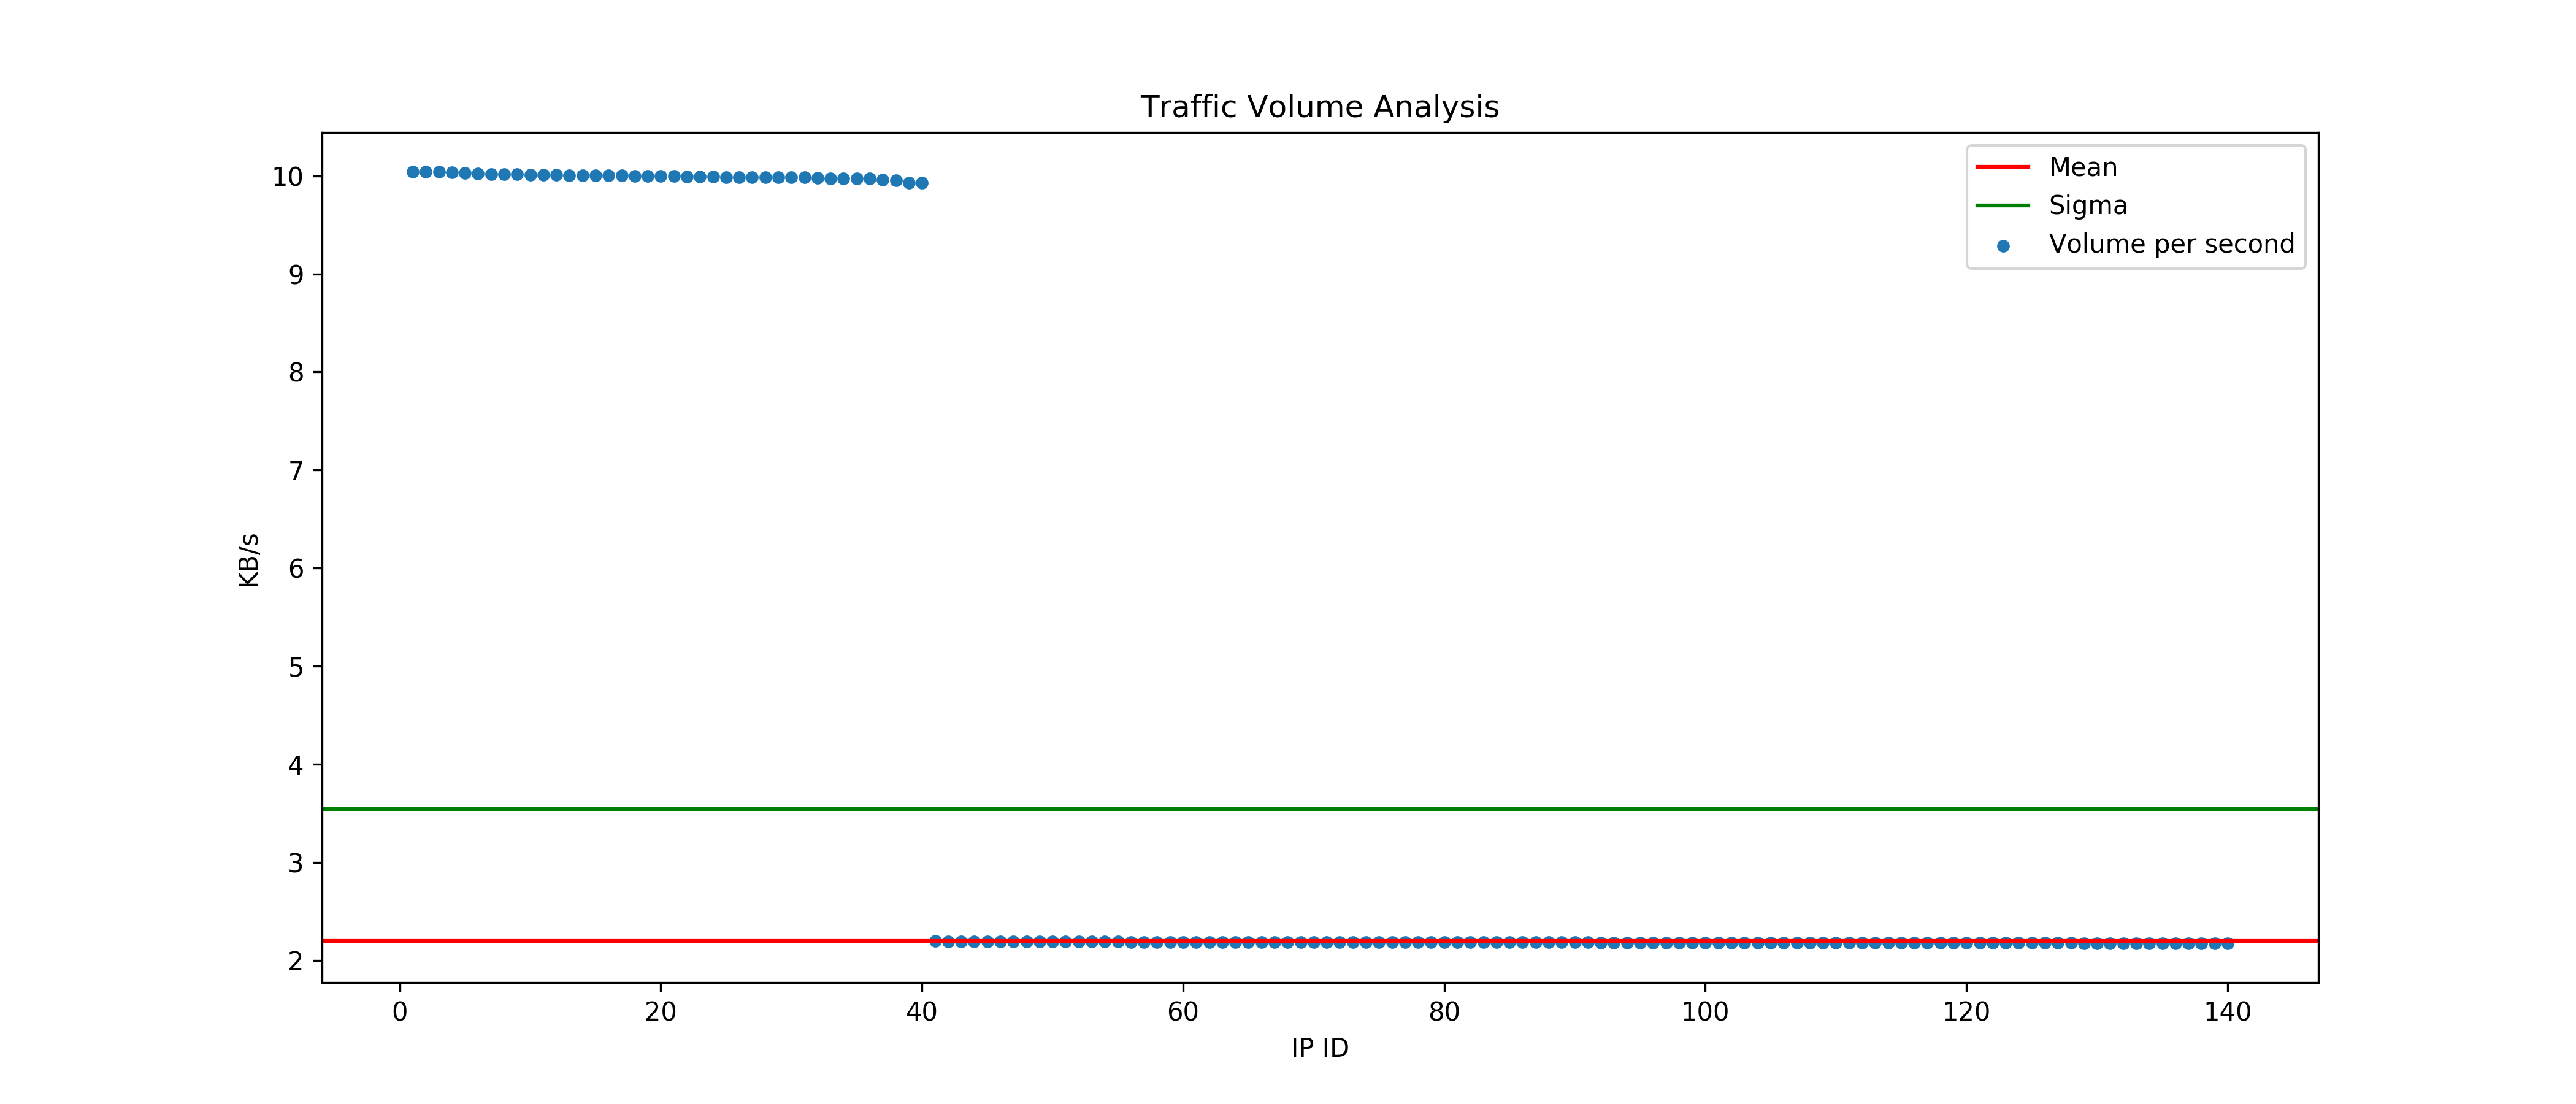 Traffic Volume Analysis
Mean
Sigma
Volume per second
10
9
8
7
6
5
4
3
2
KB/s
0 20 40 60 80 100 120 140
IP ID